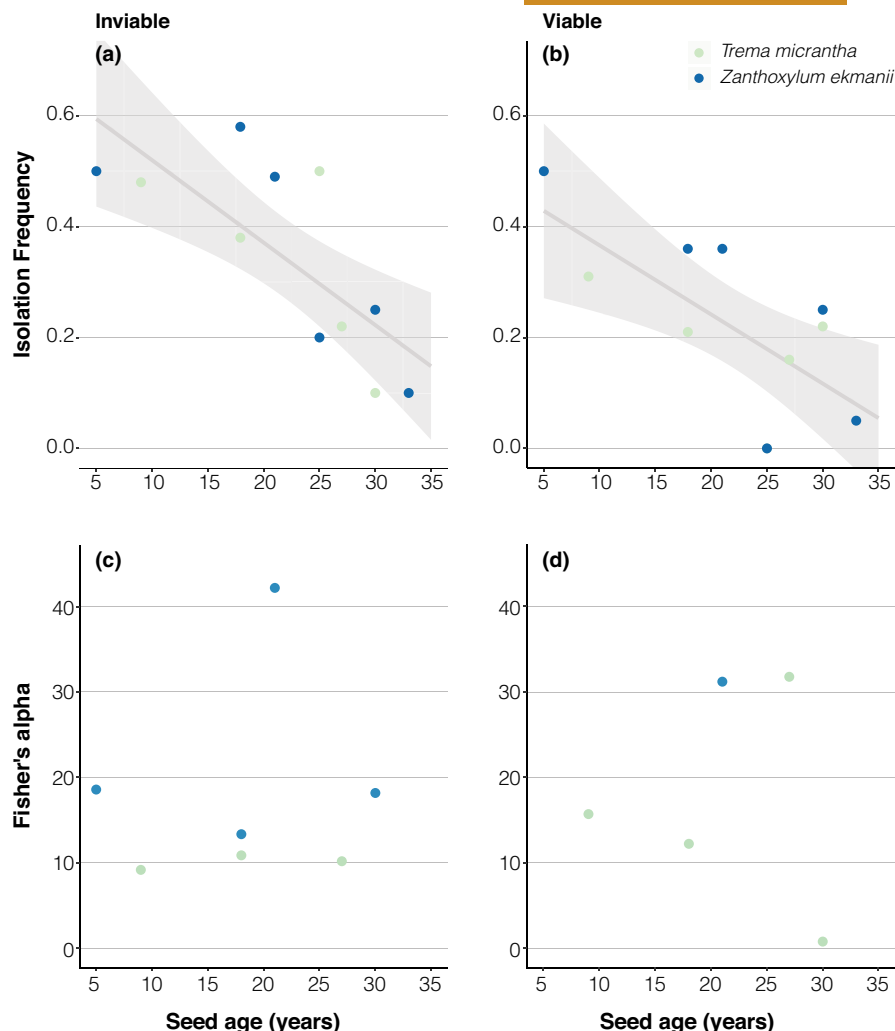 Inviable
Viable
(a)
(b)
Trema micrantha
Zanthoxylum ekmanii
Isolation Frequency
0.6
0.4
0.2
0.0
5 10 15 20 25 30 35
5 10 15 20 25 30 35
(c)
(d)
Fisher's alpha
40
30
20
10
0
40
30
20
10
0
5 10 15 20 25 30 35
5 10 15 20 25 30 35
Seed age (years)
Seed age (years)
0.6
0.4
0.2
0.0